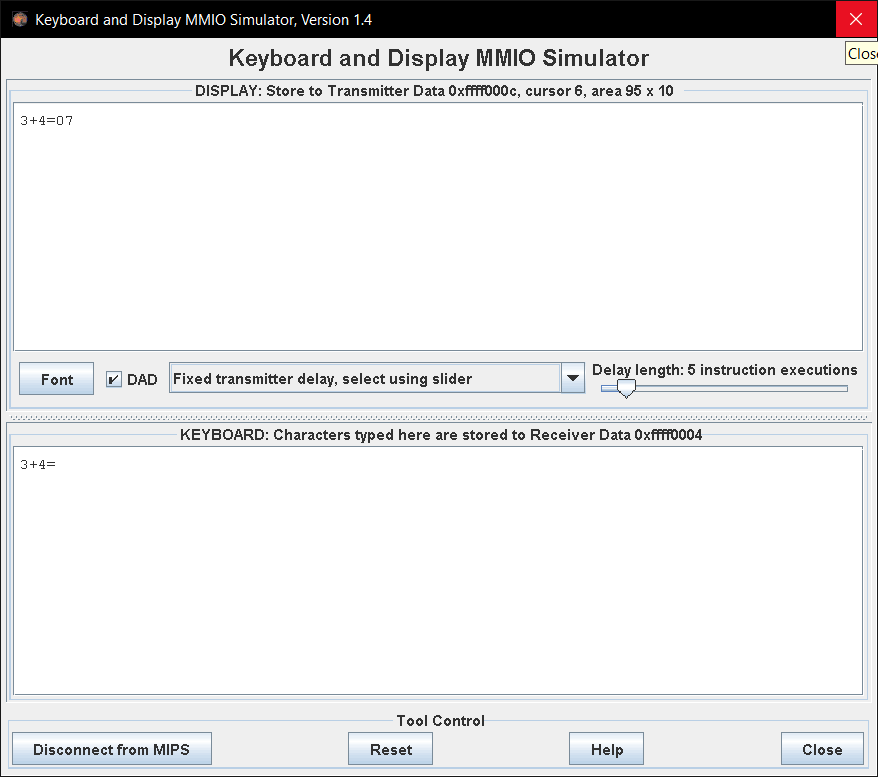 Keyboard and Display MMIO Simulator, Version 1.4
Keyboard and Display MMIO Simulator
DISPLAY: Store to Transmitter Data 0xffff000c, cursor 6, area 95 x 10
3+4=07
Font
DAD
Fixed transmitter delay, select using slider
Delay length: 5 instruction executions
KEYBOARD: Characters typed here are stored to Receiver Data 0xffff0004
3+4=
Tool Control
Disconnect from MIPS
Reset
Help
Close